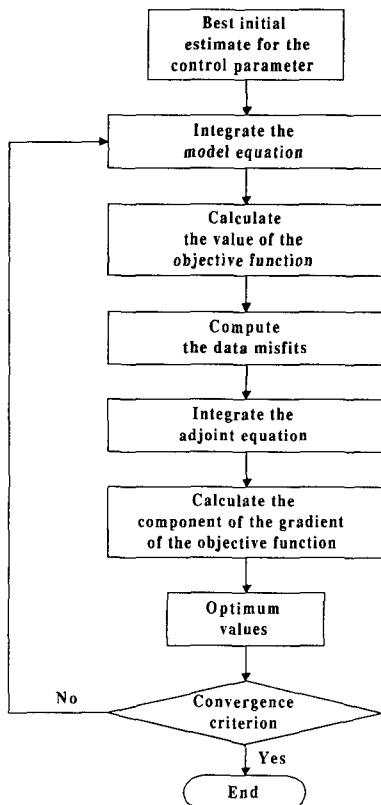 Best initial
estimate for the
control parameter
Integrate the
model equation
Calculate
the value of the
objective function
Compute
the data misfits
Integrate the
adjoint equation
Calculate the
component of the gradient
of the objective function
Optimum
values
No
Convergence
criterion
Yes
End